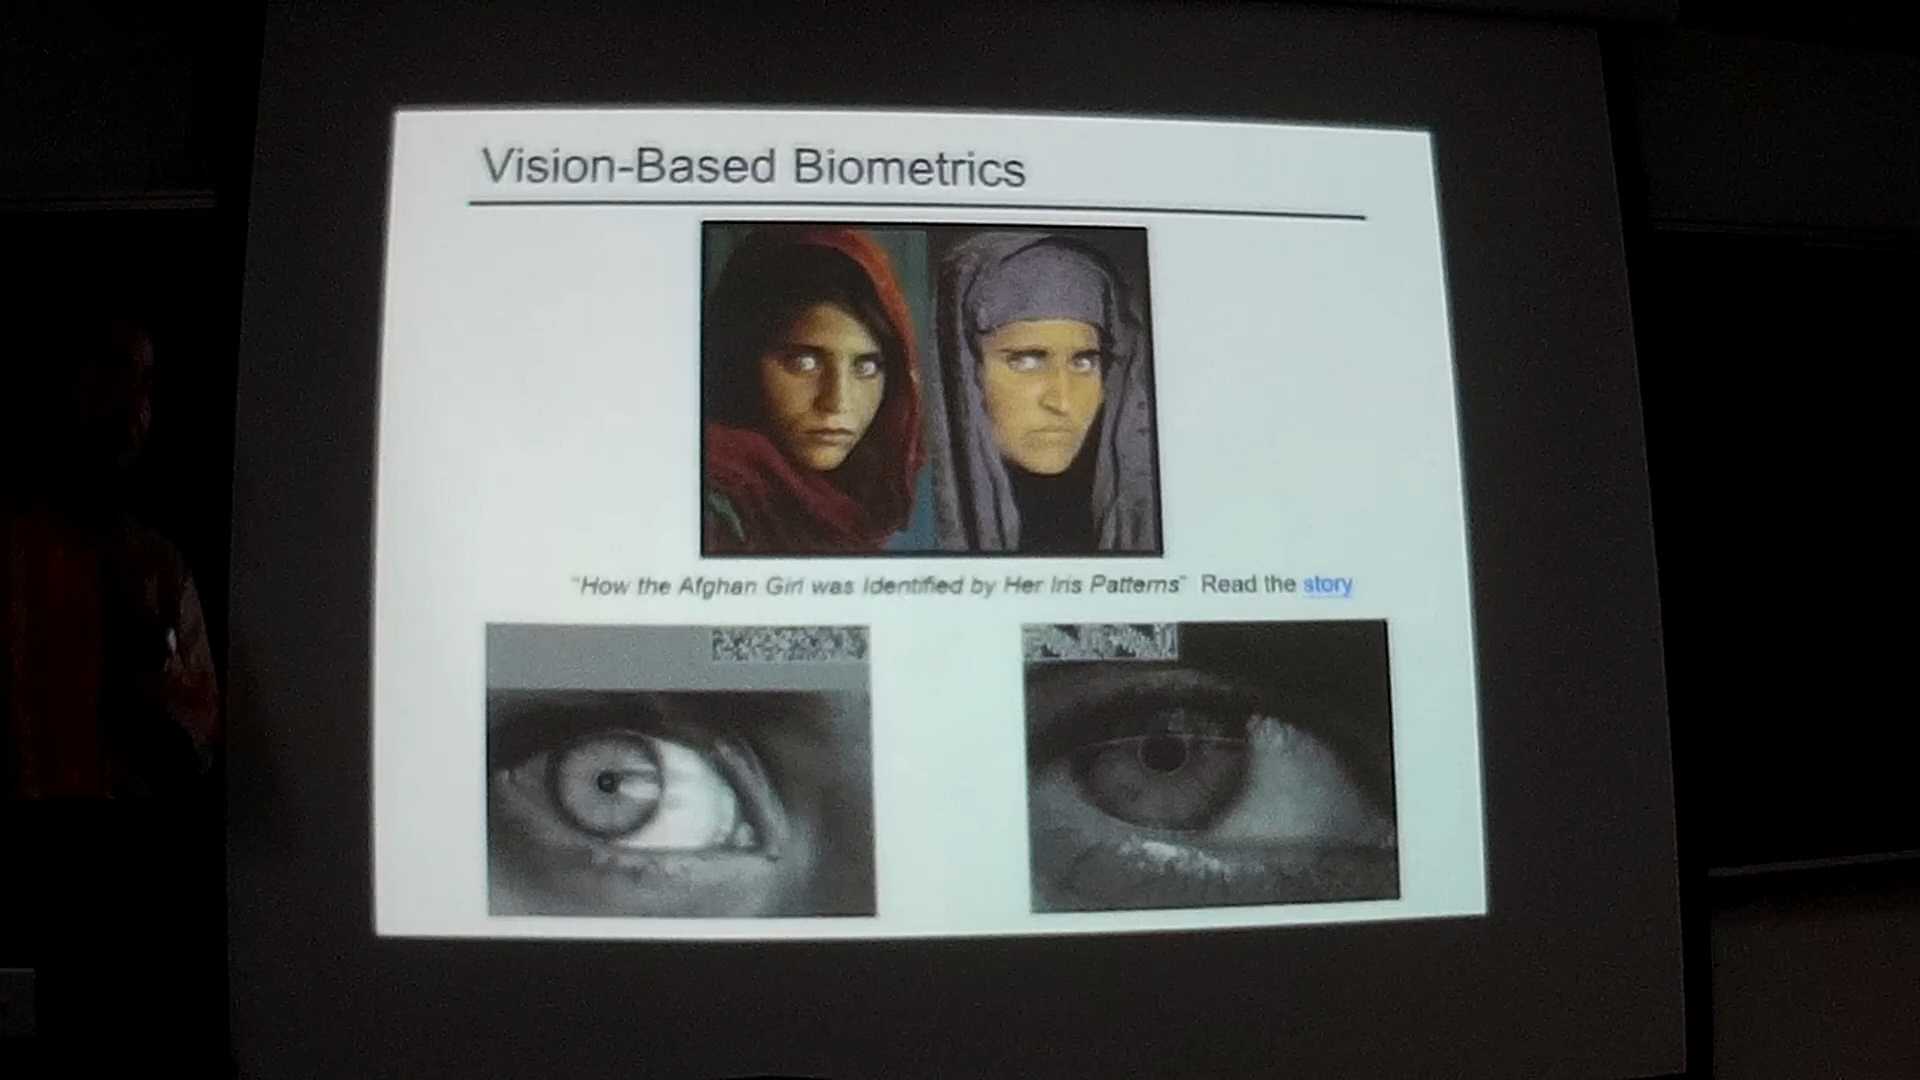 Vision-Based Biometrics
"How the Afghan Girl was Identified by Her Iris Patterns" Read the story